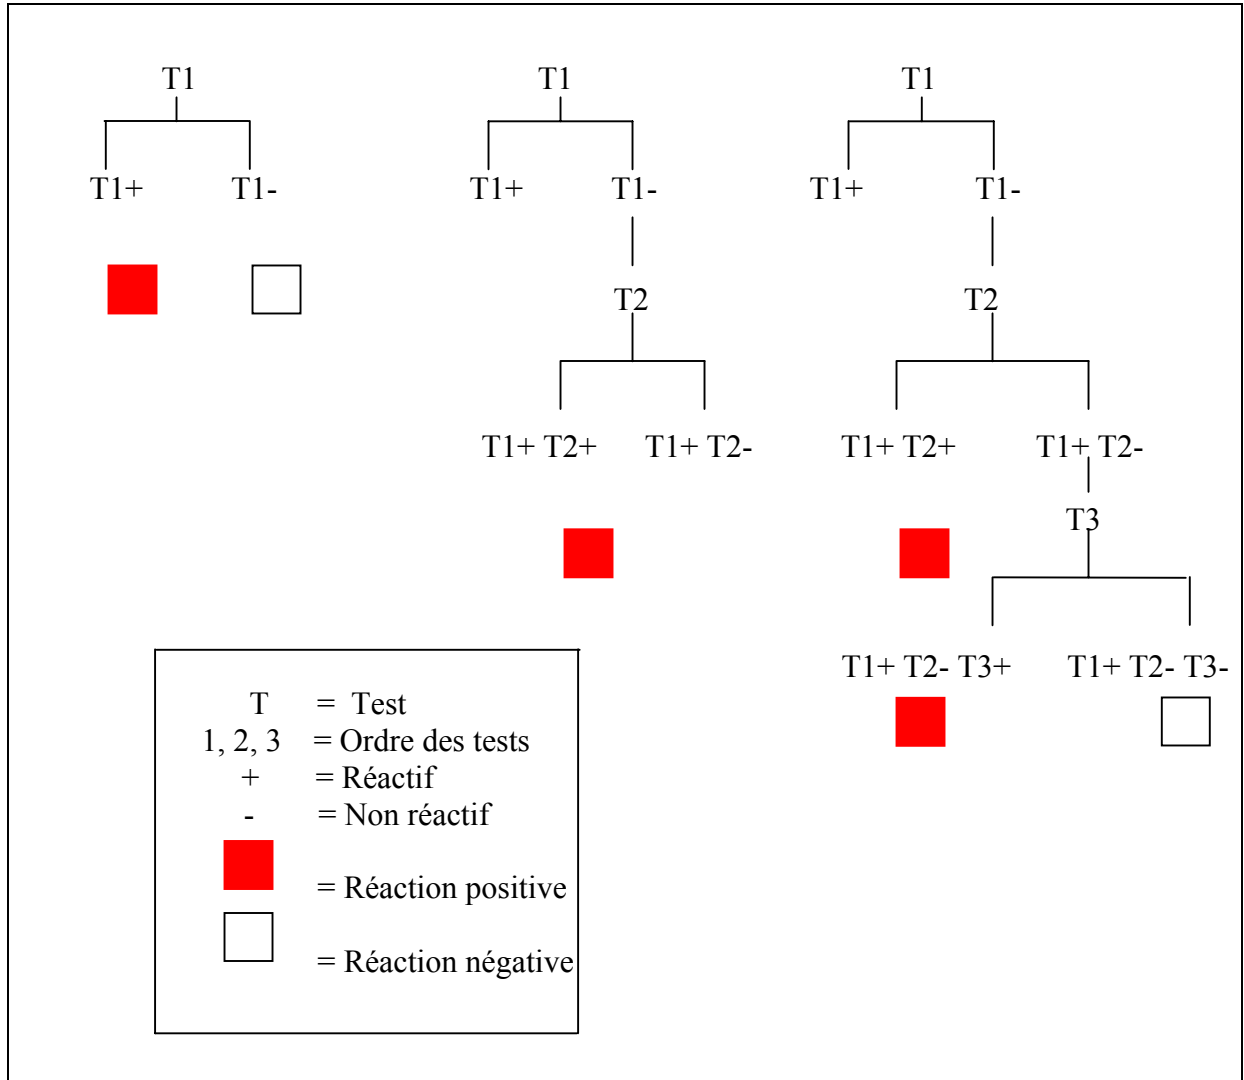 T1 T1 T1
T1+ T1- T1+ T1- T1+ T1-
T2 T2
T1+ T2+ T1+ T2- T1+ T2+ T1+ T2-
T3
T1+ T2- T3+ T1+ T2- T3-
T = Test
1, 2, 3 = Ordre des tests
+ = Réactif
- = Non réactif
= Réaction positive
= Réaction négative